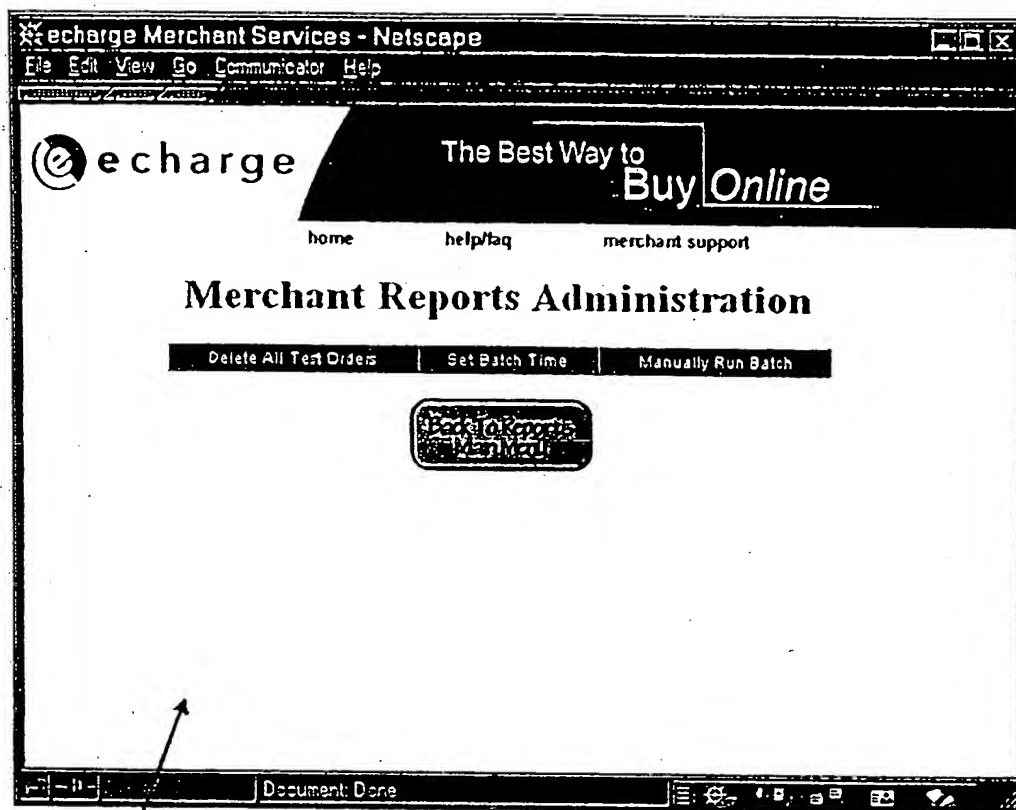 echarge Merchant Services - Netscape
File Edit View Go Communicator Help
echarge
The Best Way to
Buy Online
home help/faq merchant support
Merchant Reports Administration
Delete All Test Orders Set Batch Time Manually Run Batch
Back To Reports
Main Menu
Document: Done